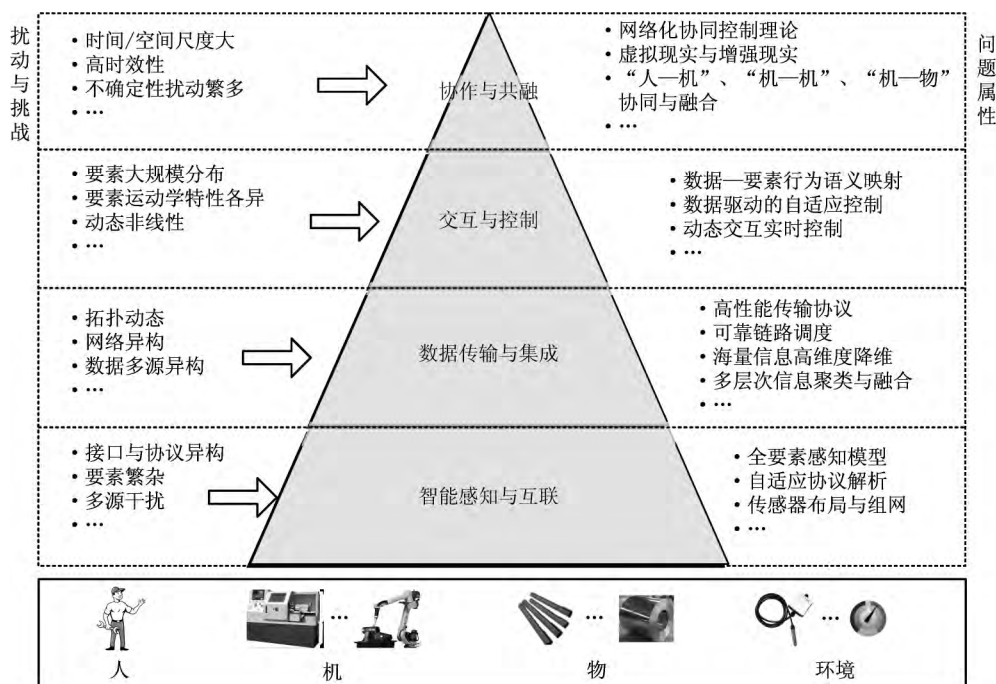 扰动与挑战
• 时间/空间尺度大
• 高时效性
• 不确定性扰动繁多
• …
协作与共融
• 网络化协同控制理论
• 虚拟现实与增强现实
• “人—机”、“机—机”、“机—物”
协同与融合
• …
问题属性
• 要素大规模分布
• 要素运动学特性各异
• 动态非线性
• …
交互与控制
• 数据—要素行为语义映射
• 数据驱动的自适应控制
• 动态交互实时控制
• …
• 拓扑动态
• 网络异构
• 数据多源异构
• …
数据传输与集成
• 高性能传输协议
• 可靠链路调度
• 海量信息高维度降维
• 多层次信息聚类与融合
• …
• 接口与协议异构
• 要素繁杂
• 多源干扰
• …
智能感知与互联
• 全要素感知模型
• 自适应协议解析
• 传感器布局与组网
• …
… … …
人 机 物 环境